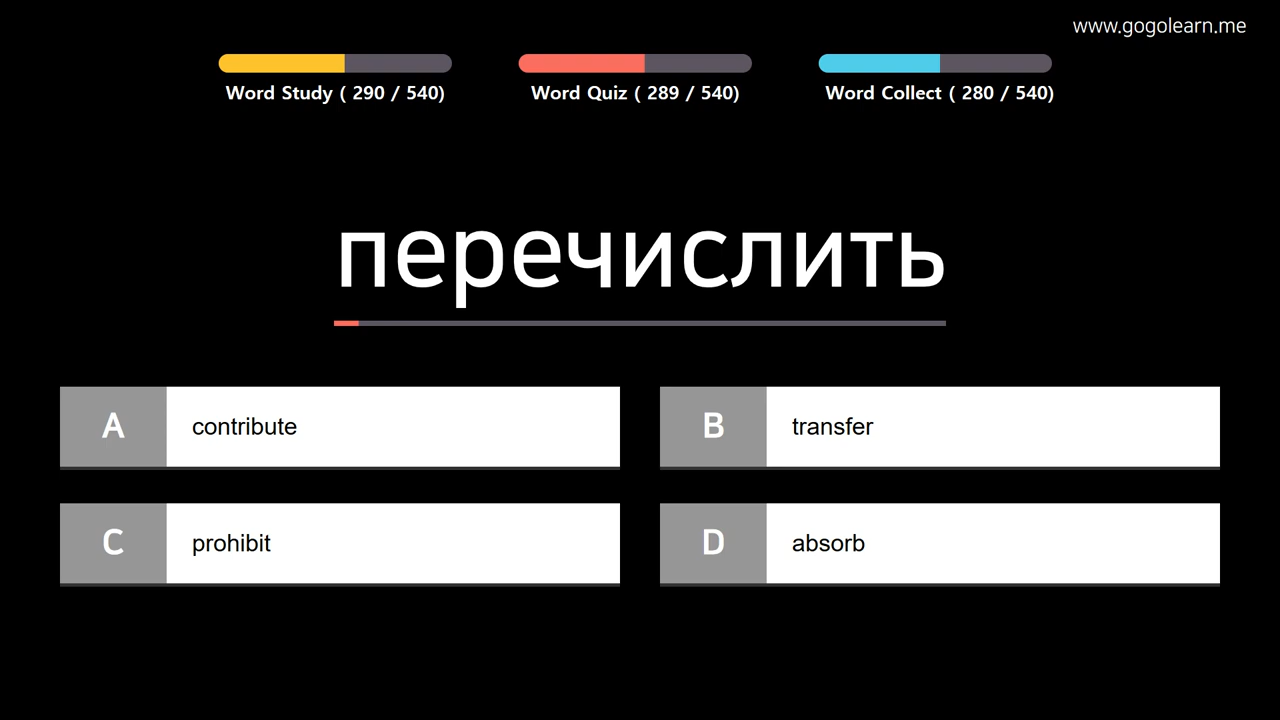 www.gogolearn.me
Word Study ( 290 / 540)
Word Quiz ( 289 / 540)
Word Collect ( 280 / 540)
перечислить
A contribute
B transfer
C prohibit
D absorb